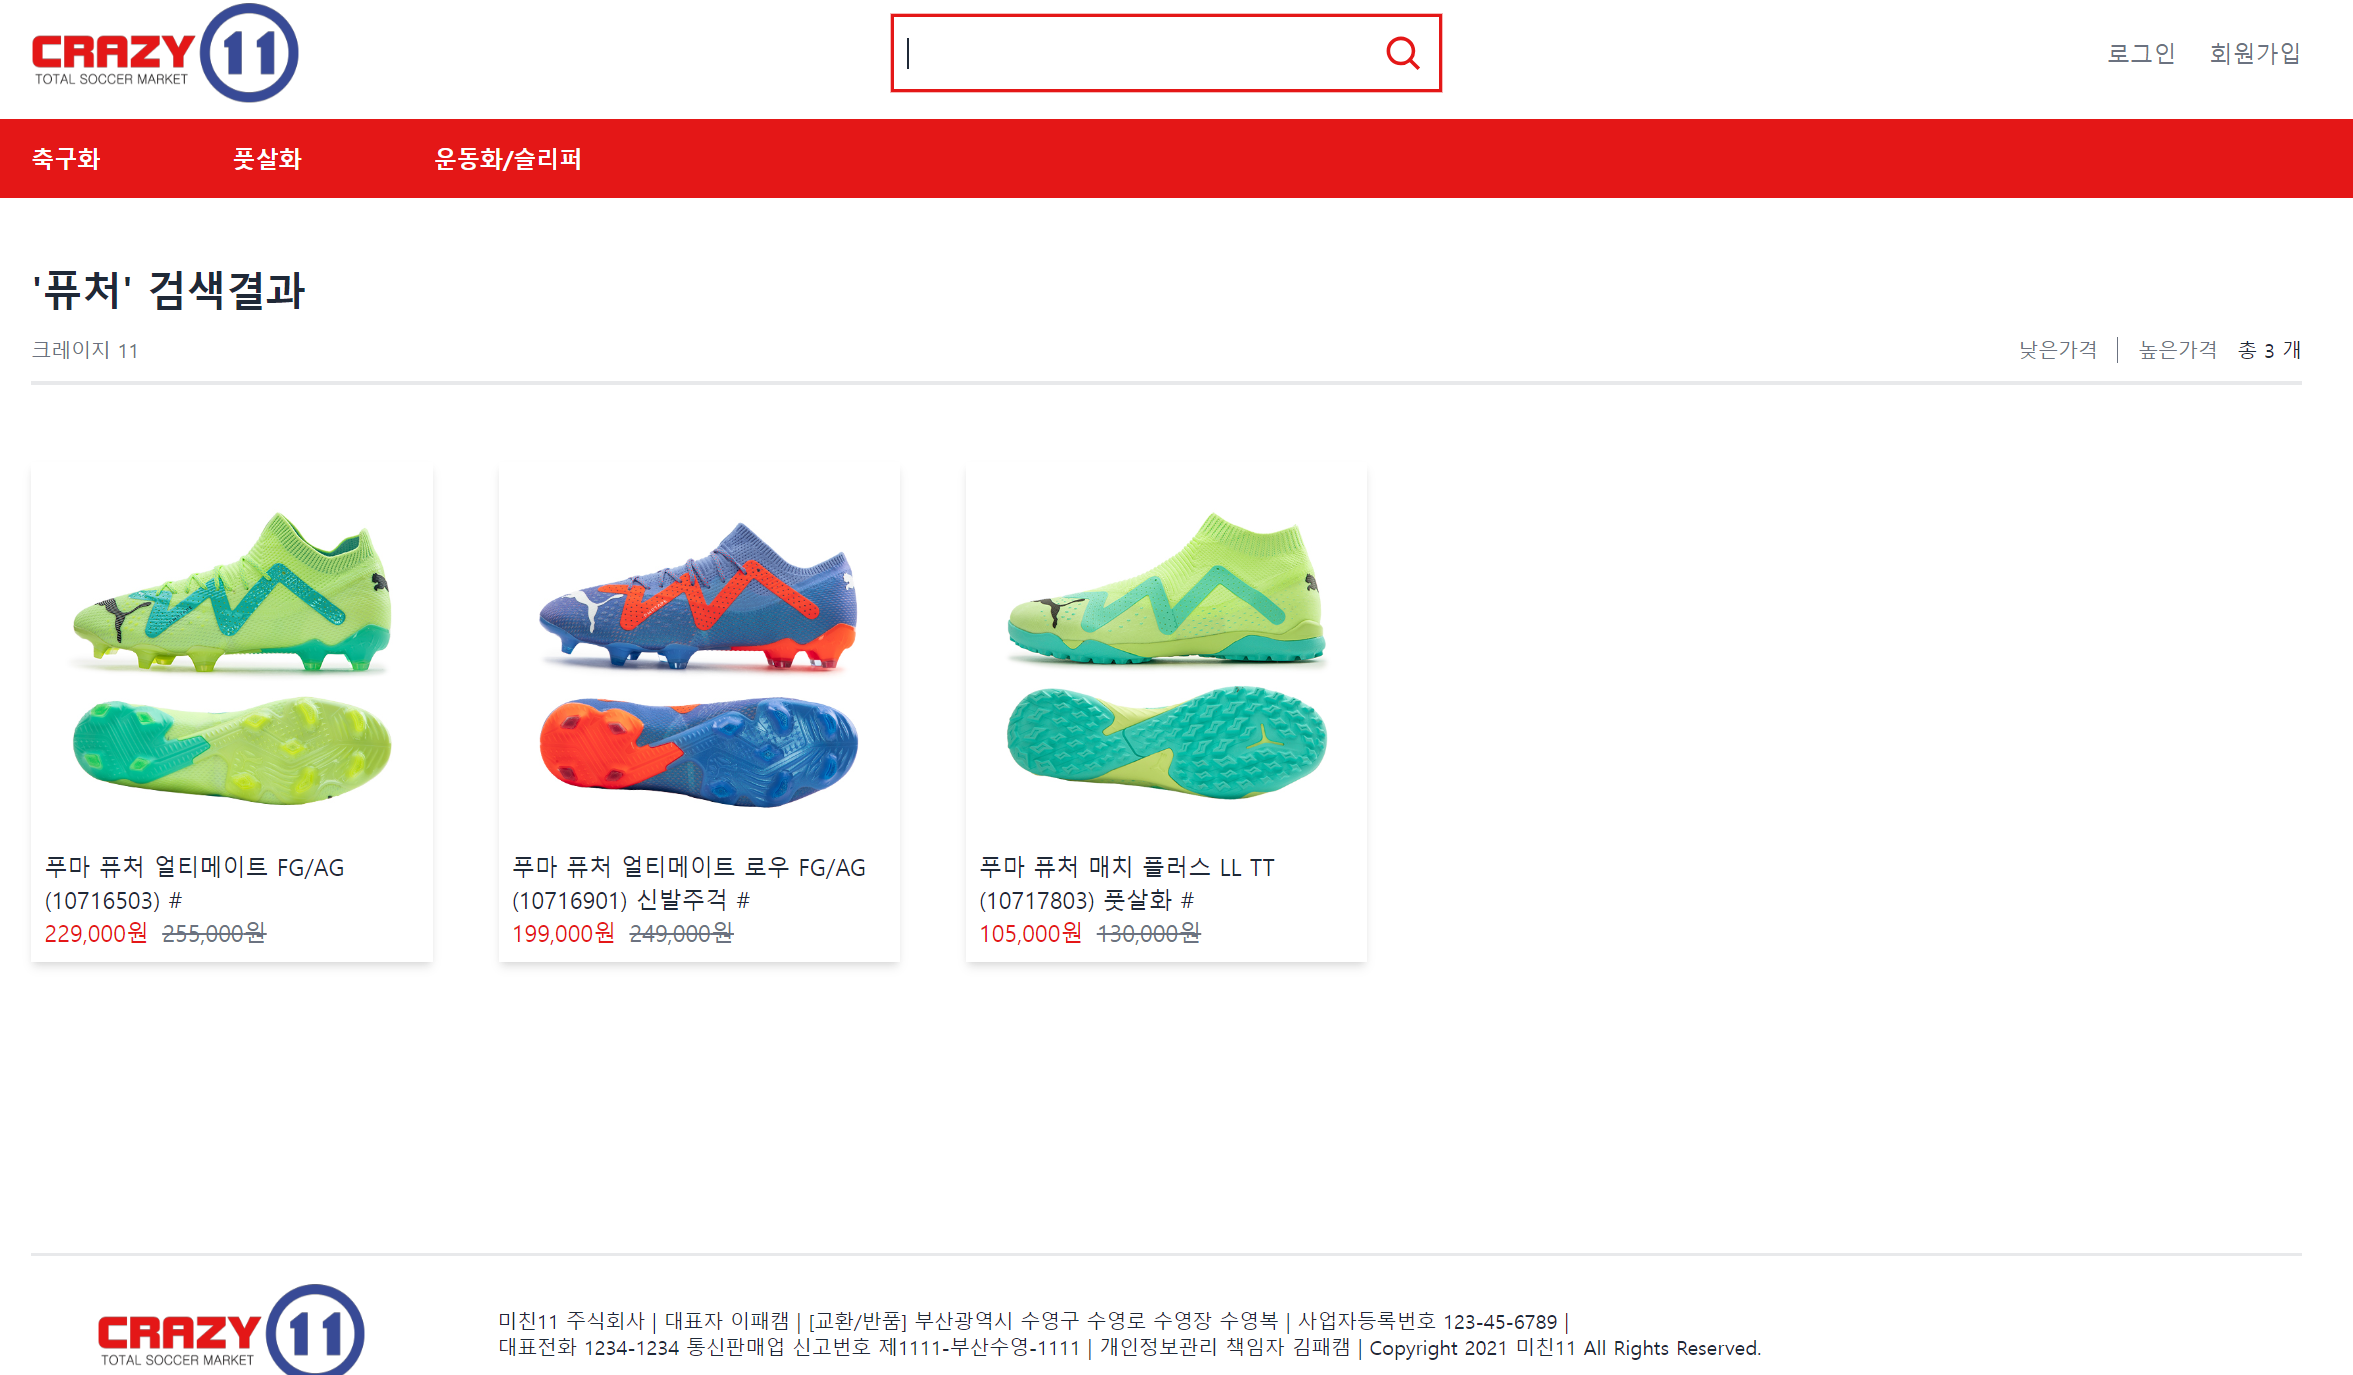 CRAZY 11
TOTAL SOCCER MARKET
로그인 회원가입
축구화 풋살화 운동화/슬리퍼
'퓨처' 검색결과
크레이지 11
낮은가격 | 높은가격 총 3 개
푸마 퓨처 얼티메이트 FG/AG
(10716503) #
229,000원 255,000원
푸마 퓨처 얼티메이트 로우 FG/AG
(10716901) 신발주걱 #
199,000원 249,000원
푸마 퓨처 매치 플러스 LL TT
(10717803) 풋살화 #
105,000원 130,000원
CRAZY 11
TOTAL SOCCER MARKET
미친11 주식회사 | 대표자 이패캠 | [교환/반품] 부산광역시 수영구 수영로 수영장 수영복 | 사업자등록번호 123-45-6789 |
대표전화 1234-1234 통신판매업 신고번호 제1111-부산수영-1111 | 개인정보관리 책임자 김패캠 | Copyright 2021 미친11 All Rights Reserved.